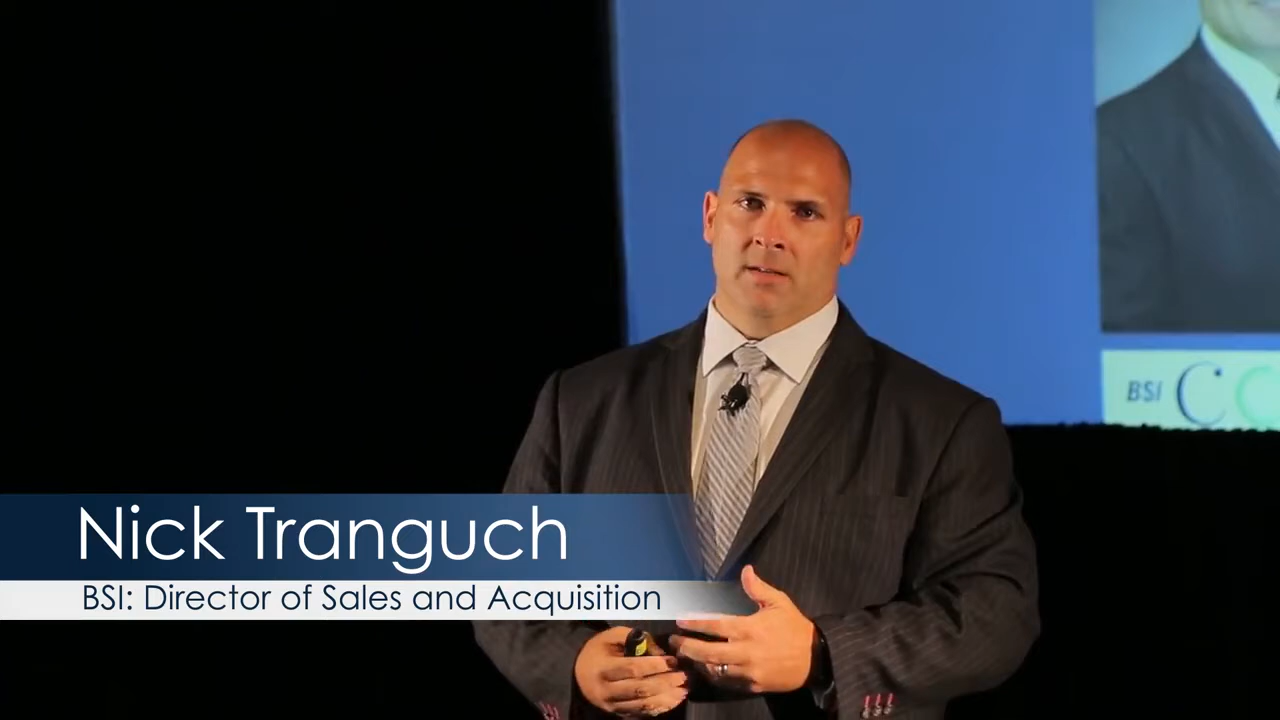 BSI
Nick Tranguch
BSI: Director of Sales and Acquisition